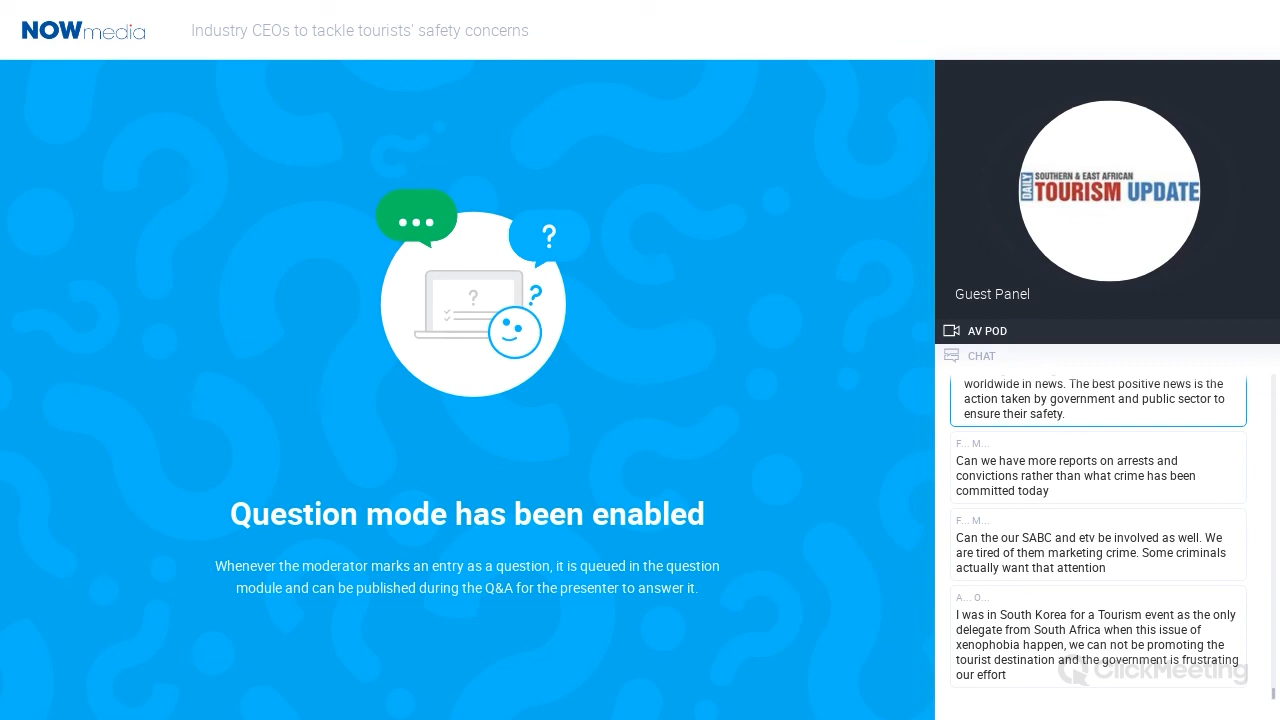 NOWmedia
Industry CEOs to tackle tourists' safety concerns
?
?
?
?
Question mode has been enabled
Whenever the moderator marks an entry as a question, it is queued in the question
module and can be published during the Q&A for the presenter to answer it.
DAILY
SOUTHERN & EAST AFRICAN
TOURISM UPDATE
Guest Panel
AV POD
CHAT
worldwide in news. The best positive news is the
action taken by government and public sector to
ensure their safety.
F... M...
Can we have more reports on arrests and
convictions rather than what crime has been
committed today
F... M...
Can the our SABC and etv be involved as well. We
are tired of them marketing crime. Some criminals
actually want that attention
A... O...
I was in South Korea for a Tourism event as the only
delegate from South Africa when this issue of
xenophobia happen, we can not be promoting the
tourist destination and the government is frustrating
our effort
ClickMeeting